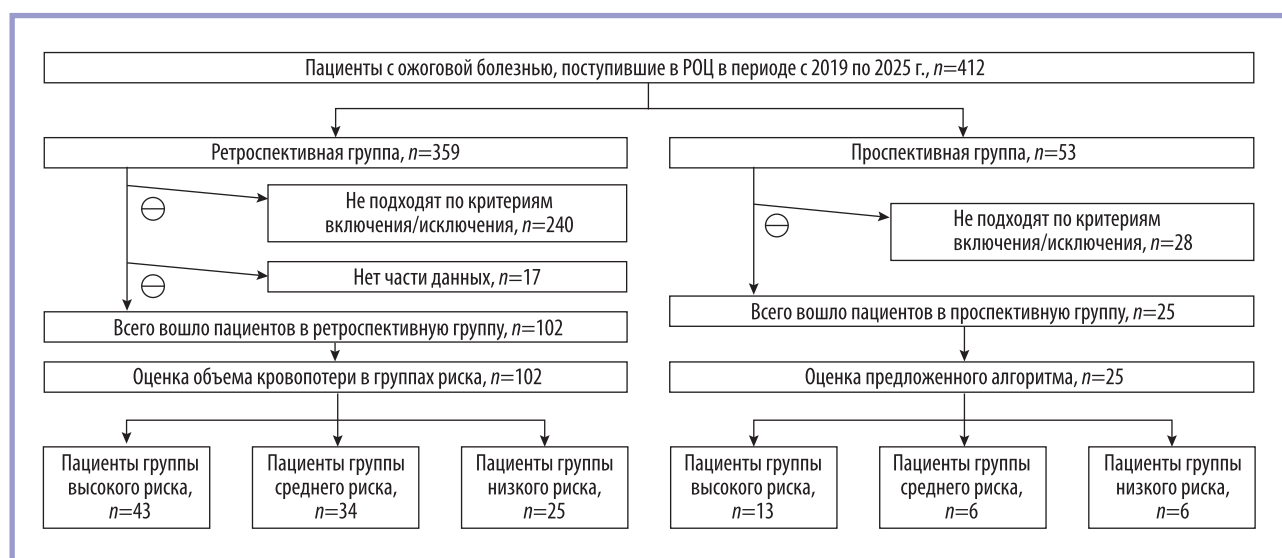 Пациенты с ожоговой болезнью, поступившие в РОЦ в периоде с 2019 по 2025 г., n=412
Ретроспективная группа, n=359
Не подходят по критериям
включения/исключения, n=240
Нет части данных, n=17
Всего вошло пациентов в ретроспективную группу, n=102
Оценка объема кровопотери в группах риска, n=102
Пациенты группы
высокого риска,
n=43
Пациенты группы
среднего риска,
n=34
Пациенты группы
низкого риска,
n=25
Проспективная группа, n=53
Не подходят по критериям
включения/исключения, n=28
Всего вошло пациентов в проспективную группу, n=25
Оценка предложенного алгоритма, n=25
Пациенты группы
высокого риска,
n=13
Пациенты группы
среднего риска,
n=6
Пациенты группы
низкого риска,
n=6